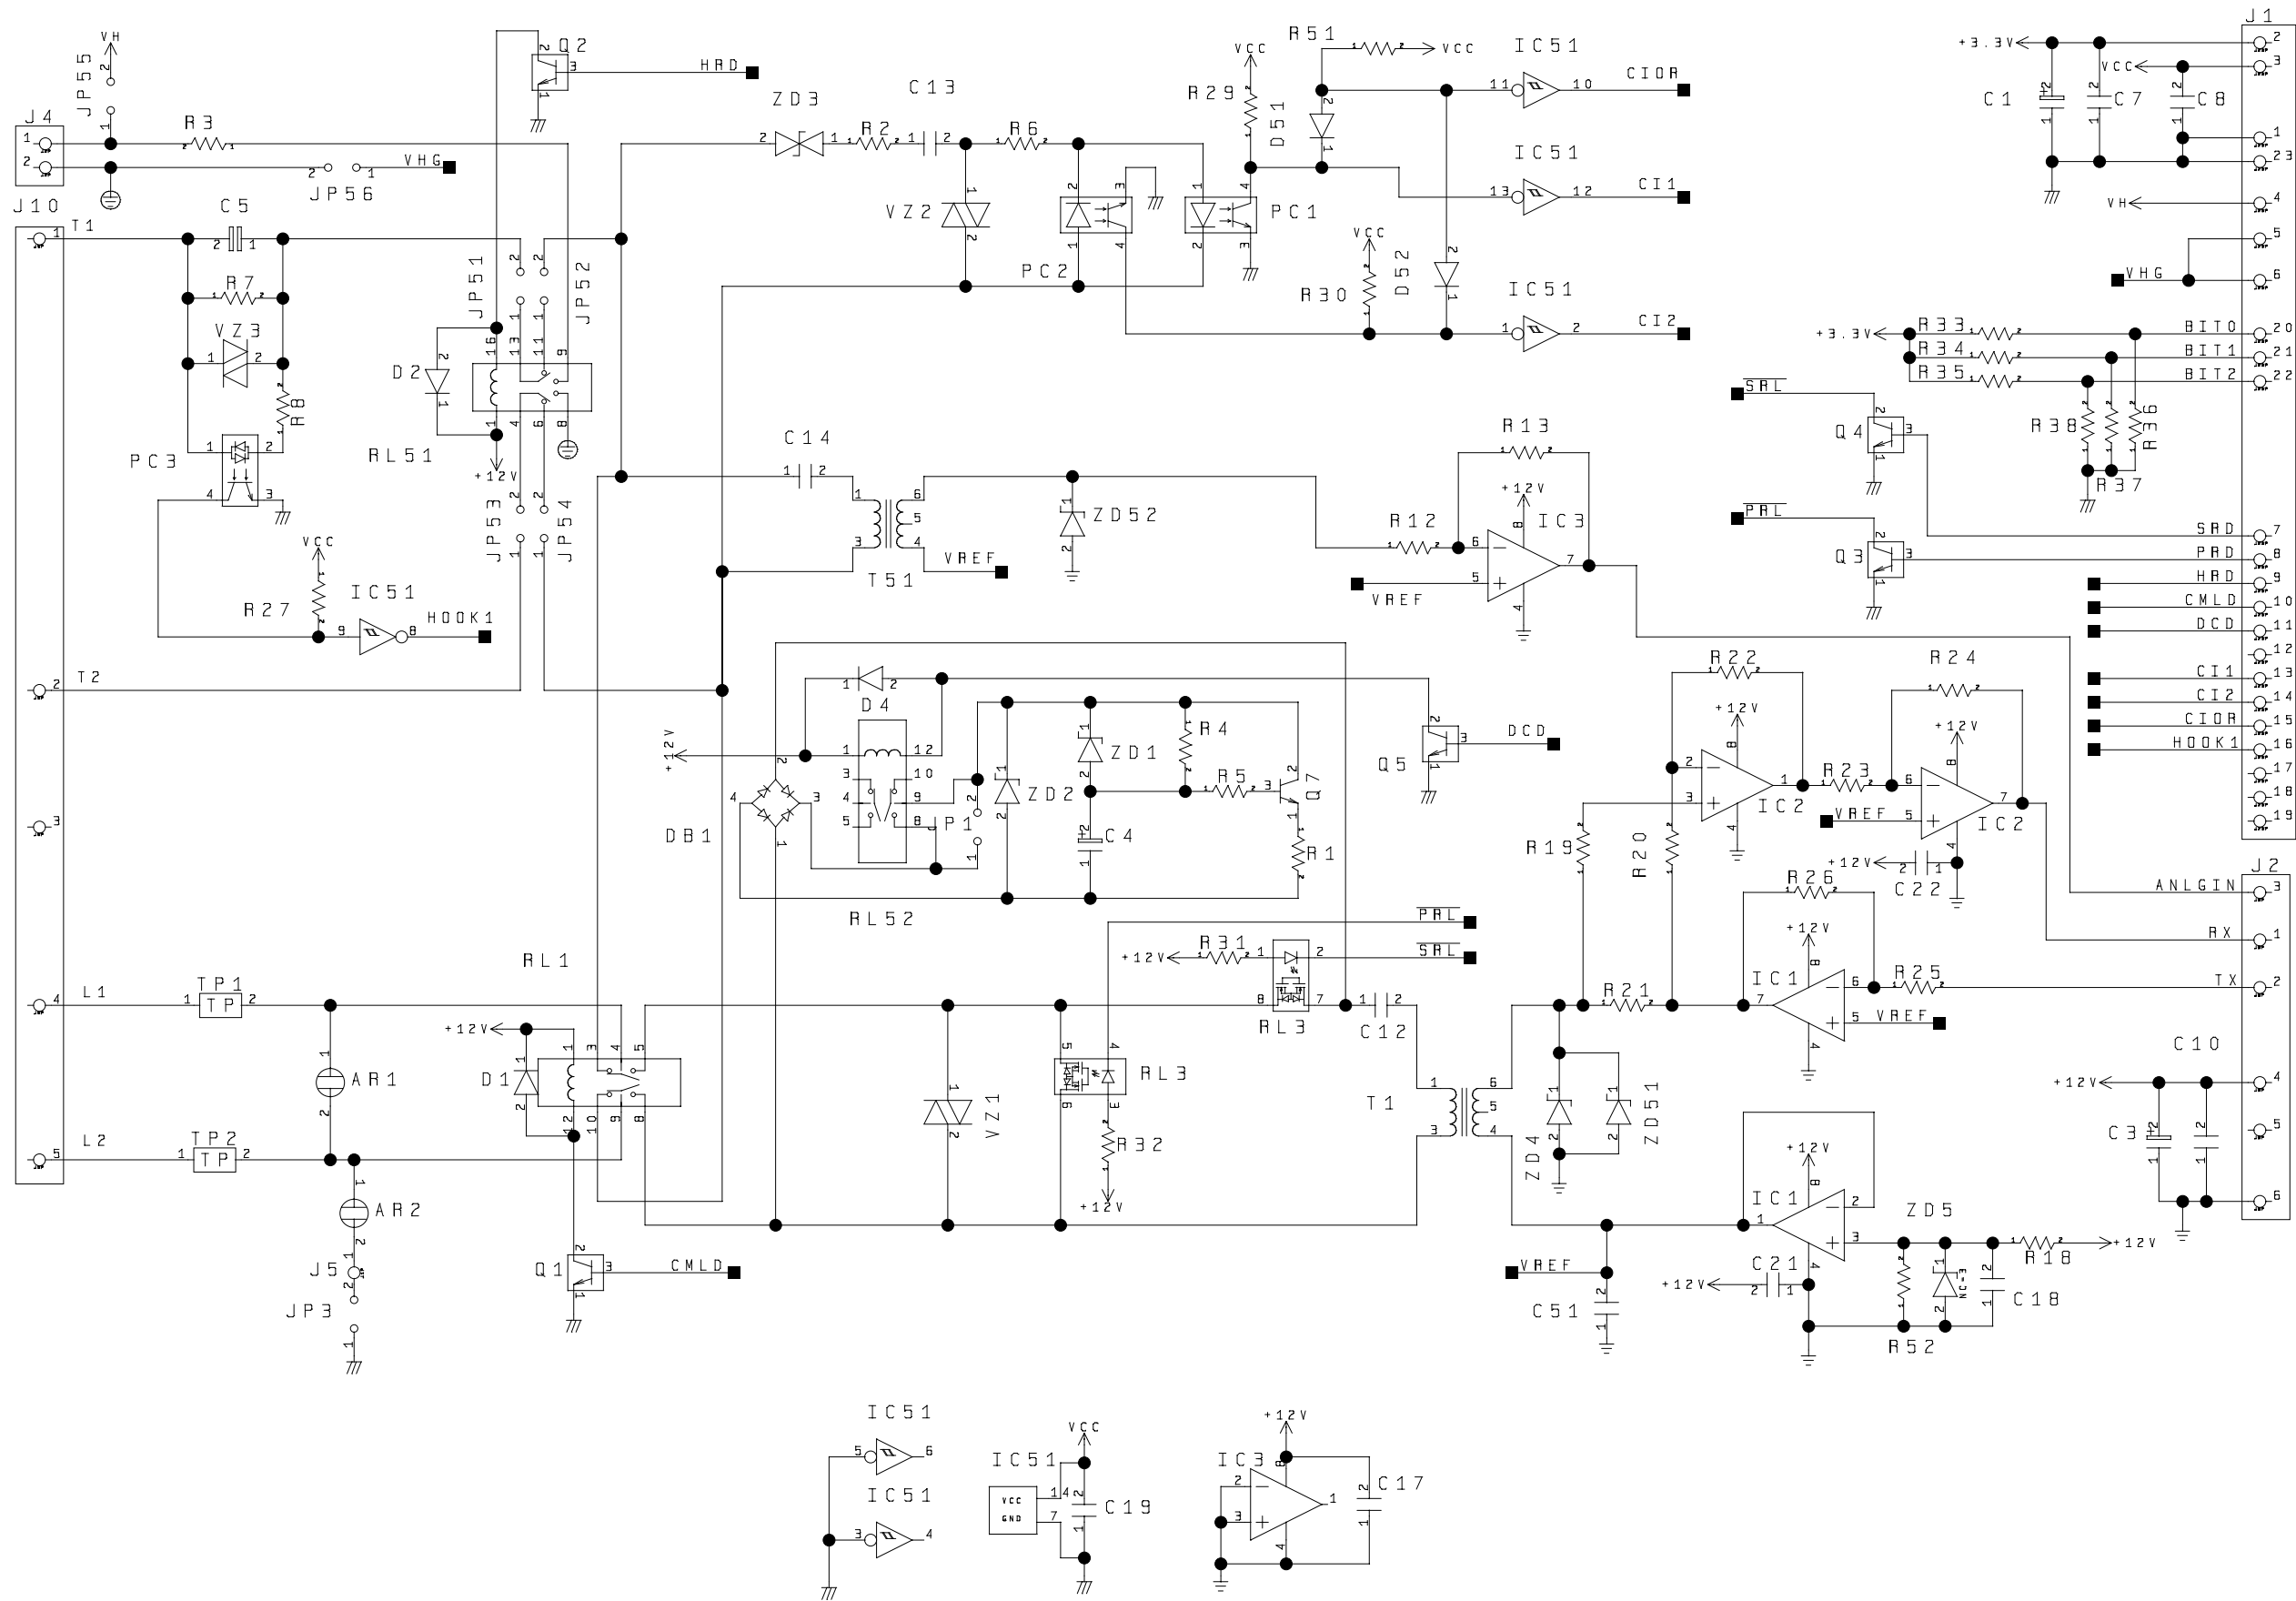 J1
VH
JP55
Q2
HRD
R51
VCC
VCC
IC51
CIOR
+3.3V
VCC
C1
C7
C8
J4
R3
VHG
JP56
ZD3
C13
R2
R6
R29
D51
IC51
CI1
VH
J10
T1
C5
VZ2
PC2
PC1
VCC
D52
R30
IC51
CI2
VHG
R7
VZ3
R8
PC3
JP51
JP52
D2
RL51
+12V
+3.3V
R33
R34
R35
BIT0
BIT1
BIT2
SRL
Q4
R38
R36
R37
C14
R13
+12V
ZD52
R12
IC3
PRL
Q3
SRD
PRD
HRD
CMLD
DCD
JP53
JP54
VCC
R27
IC51
HOOK1
T51
VREF
VREF
T2
D4
+12V
R4
ZD1
ZD2
R5
Q7
DB1
JP1
C4
R1
RL52
DCD
Q5
R22
R24
+12V
+12V
IC2
R23
IC2
VREF
R19
R20
+12V
C22
CI1
CI2
CIOR
HOOK1
J2
R26
ANLGIN
RX
TX
RL1
PRL
+12V
R31
SRL
+12V
IC1
R25
VREF
R21
L1
TP1
TP
+12V
D1
AR1
RL3
C12
RL3
VZ1
R32
+12V
T1
ZD4
ZD51
C10
+12V
C3
L2
TP2
TP
AR2
J5
JP3
Q1
CMLD
VREF
C51
+12V
IC1
ZD5
R18
+12V
C21
+12V
NC-E
C18
R52
IC51
IC51
VCC
IC51
VCC
GND
C19
+12V
IC3
C17